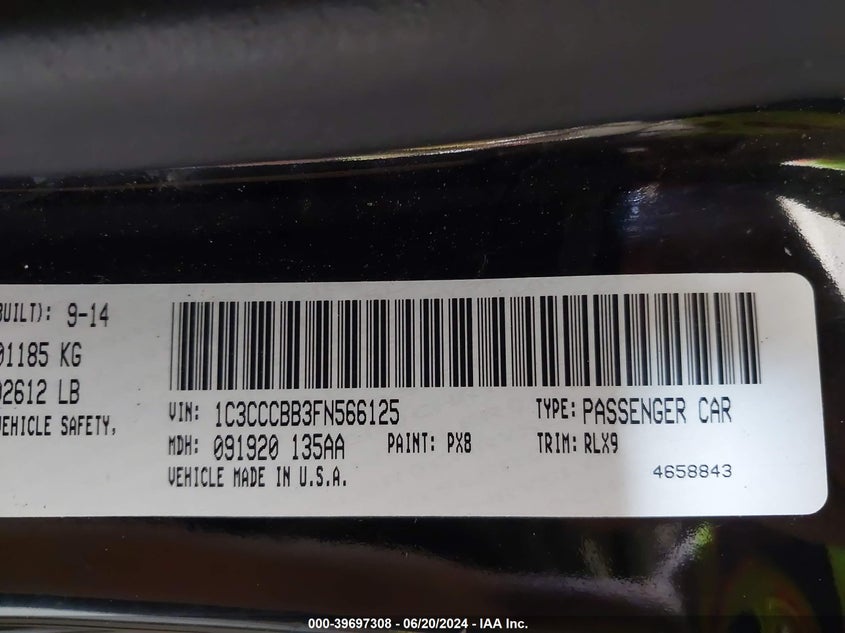 BUILT): 9-14
01185 KG
02612 LB
VEHICLE SAFETY,
VIN: 1C3CCCBB3FN566125 TYPE: PASSENGER CAR
MDH: 091920 135AA PAINT: PX8 TRIM: RLX9
VEHICLE MADE IN U.S.A. 4658843
000-39697308 - 06/20/2024 - IAA Inc.